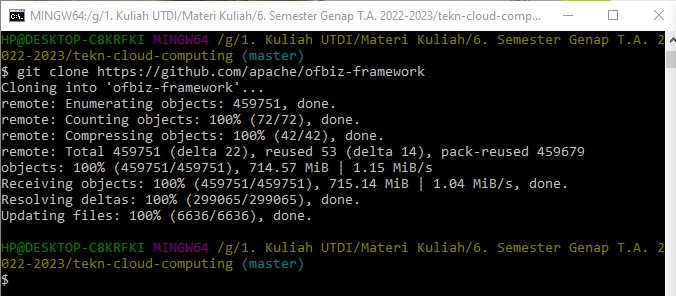 MINGW64:/g/1. Kuliah UTDI/Materi Kuliah/6. Semester Genap T.A. 2022-2023/tekn-cloud-comp...
HP@DESKTOP-C8KRFKI MINGW64 /g/1. Kuliah UTDI/Materi Kuliah/6. Semester Genap T.A. 2
022-2023/tekn-cloud-computing (master)
$ git clone https://github.com/apache/ofbiz-framework
Cloning into 'ofbiz-framework'...
remote: Enumerating objects: 459751, done.
remote: Counting objects: 100% (72/72), done.
remote: Compressing objects: 100% (42/42), done.
remote: Total 459751 (delta 22), reused 53 (delta 14), pack-reused 459679
objects: 100% (459751/459751), 714.57 MiB | 1.15 MiB/s
Receiving objects: 100% (459751/459751), 715.14 MiB | 1.04 MiB/s, done.
Resolving deltas: 100% (299065/299065), done.
Updating files: 100% (6636/6636), done.
HP@DESKTOP-C8KRFKI MINGW64 /g/1. Kuliah UTDI/Materi Kuliah/6. Semester Genap T.A. 2
022-2023/tekn-cloud-computing (master)
$